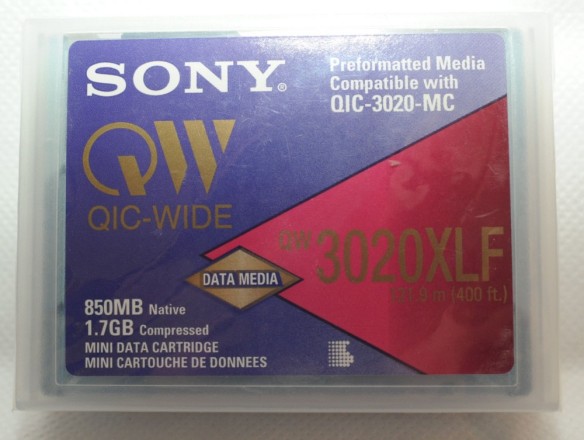 SONY®
Preformatted Media
Compatible with
QIC-3020-MC
QW
QIC-WIDE
QW 3020XLF
121.9 m (400 ft.)
DATA MEDIA
850MB Native
1.7GB Compressed
MINI DATA CARTRIDGE
MINI CARTOUCHE DE DONNEES